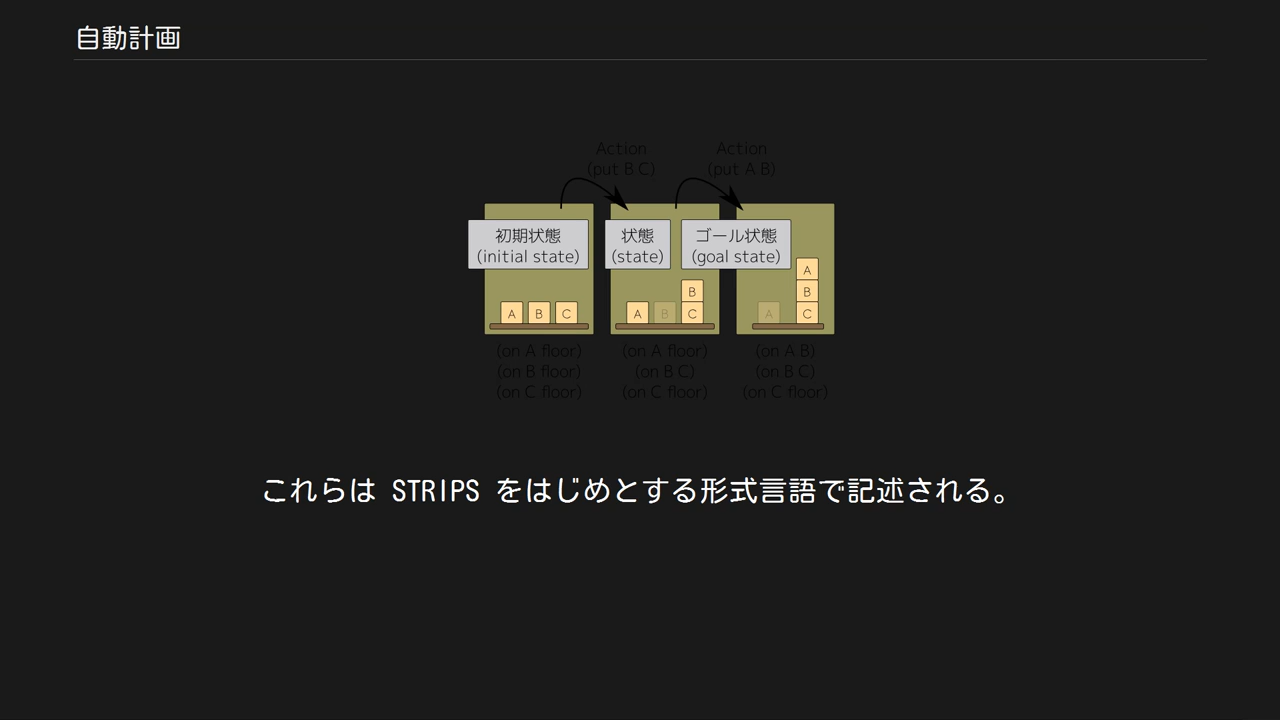 自動計画
Action
(put B C)
Action
(put A B)
初期状態
(initial state)
状態
(state)
ゴール状態
(goal state)
A B C
A B B C
A A B C
(on A floor)
(on B floor)
(on C floor)
(on A floor)
(on B C)
(on C floor)
(on A B)
(on B C)
(on C floor)
これらは STRIPS をはじめとする形式言語で記述される。